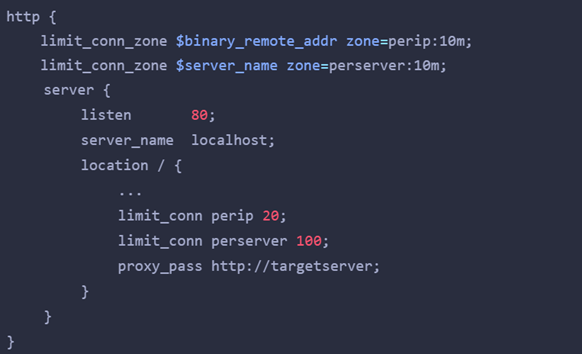 http {
    limit_conn_zone $binary_remote_addr zone=perip:10m;
    limit_conn_zone $server_name zone=perserver:10m;
    server {
        listen       80;
        server_name  localhost;
        location / {
            ...
            limit_conn perip 20;
            limit_conn perserver 100;
            proxy_pass http://targetserver;
        }
    }
}